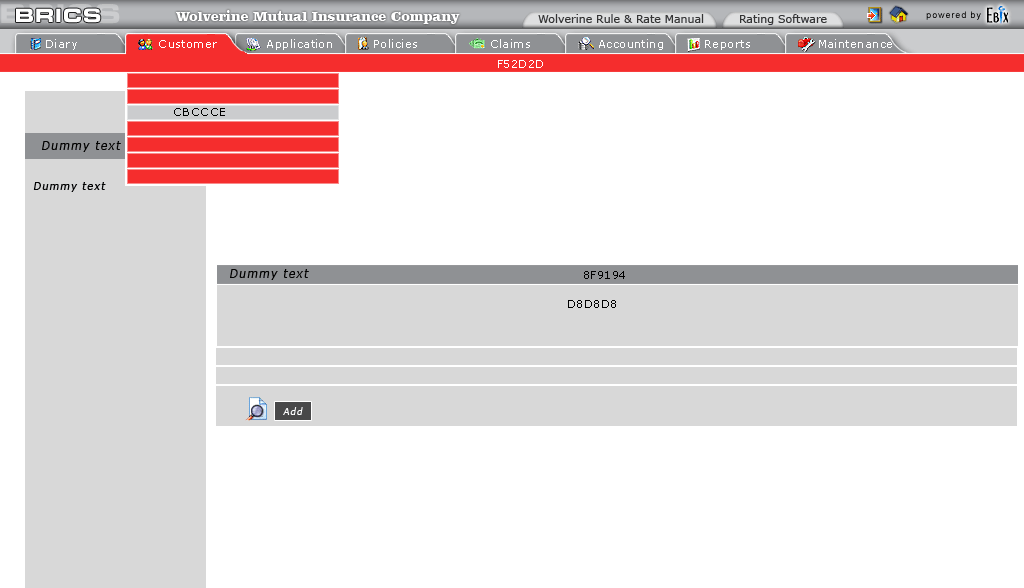 BRICS
Wolverine Mutual Insurance Company
Wolverine Rule & Rate Manual
Rating Software
powered by Ebix
Diary
Customer
Application
Policies
Claims
Accounting
Reports
Maintenance
F52D2D
CBCCCE
Dummy text
Dummy text
Dummy text
8F9194
D8D8D8
Add